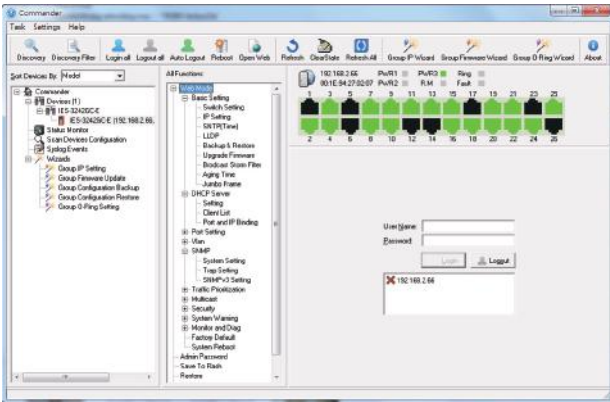 Commander
Task Settings Help
Discovery Discovery Filter Login all Logout all Auto Logout Reboot Open Web Refresh ClearState Refresh All Group IP Wizard Group Firmware Wizard Group O-Ring Wizard About
Sort Devices By: Model
Commander
Devices (1)
IES-3242GC-E
IES-3242GC-E (192.168.2.66,
Status Monitor
Scan Devices Configuration
Syslog Events
Wizards
Group IP Setting
Group Firmware Update
Group Configuration Backup
Group Configuration Restore
Group O-Ring Setting
All Functions:
Web Mode
Basic Setting
Switch Setting
IP Setting
SNTP(Time)
LLDP
Backup & Restore
Upgrade Firmware
Brodcast Storm Filter
Aging Time
Jumbo Frame
DHCP Server
Setting
Client List
Port and IP Binding
Port Setting
Vlan
SNMP
System Setting
Trap Setting
SNMPv3 Setting
Traffic Prioritization
Multicast
Security
System Warning
Monitor and Diag
Factory Default
System Reboot
Admin Password
Save To Flash
Restore
192.168.2.66 PWR1 PWR3 Ring
00:1E:94:27:02:07 PWR2 R.M Fault
1 3 5 7 9 11 13 15 17 19 21 23 25
2 4 6 8 10 12 14 16 18 20 22 24 26
User Name:
Password:
Login Logout
192.168.2.66